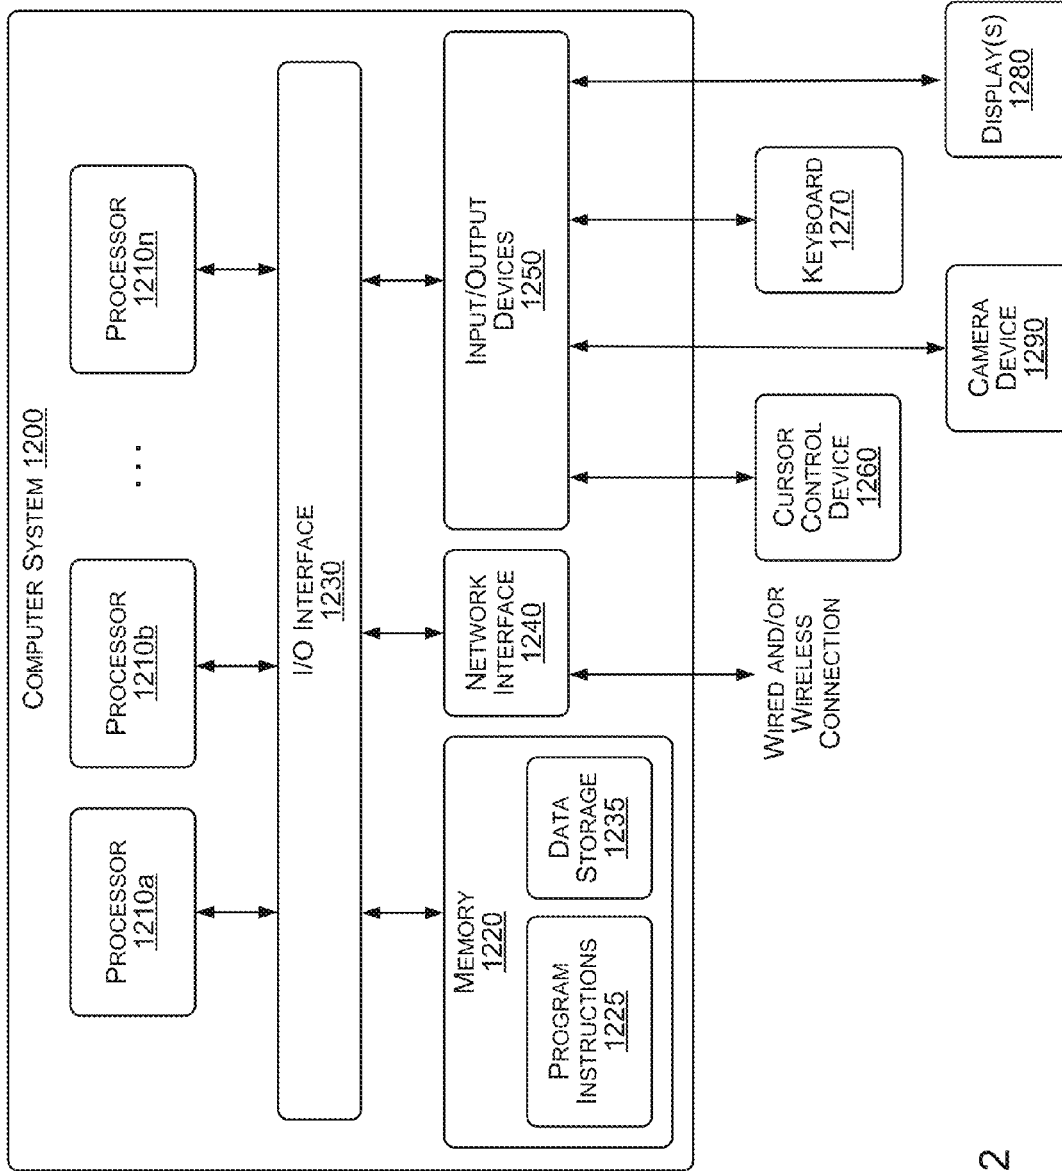 COMPUTER SYSTEM 1200
PROCESSOR
1210a
PROCESSOR
1210b
. . .
PROCESSOR
1210n
I/O INTERFACE
1230
MEMORY
1220
PROGRAM
INSTRUCTIONS
1225
DATA
STORAGE
1235
NETWORK
INTERFACE
1240
INPUT/OUTPUT
DEVICES
1250
WIRED AND/OR
WIRELESS
CONNECTION
CURSOR
CONTROL
DEVICE
1260
KEYBOARD
1270
CAMERA
DEVICE
1290
DISPLAY(S)
1280
2